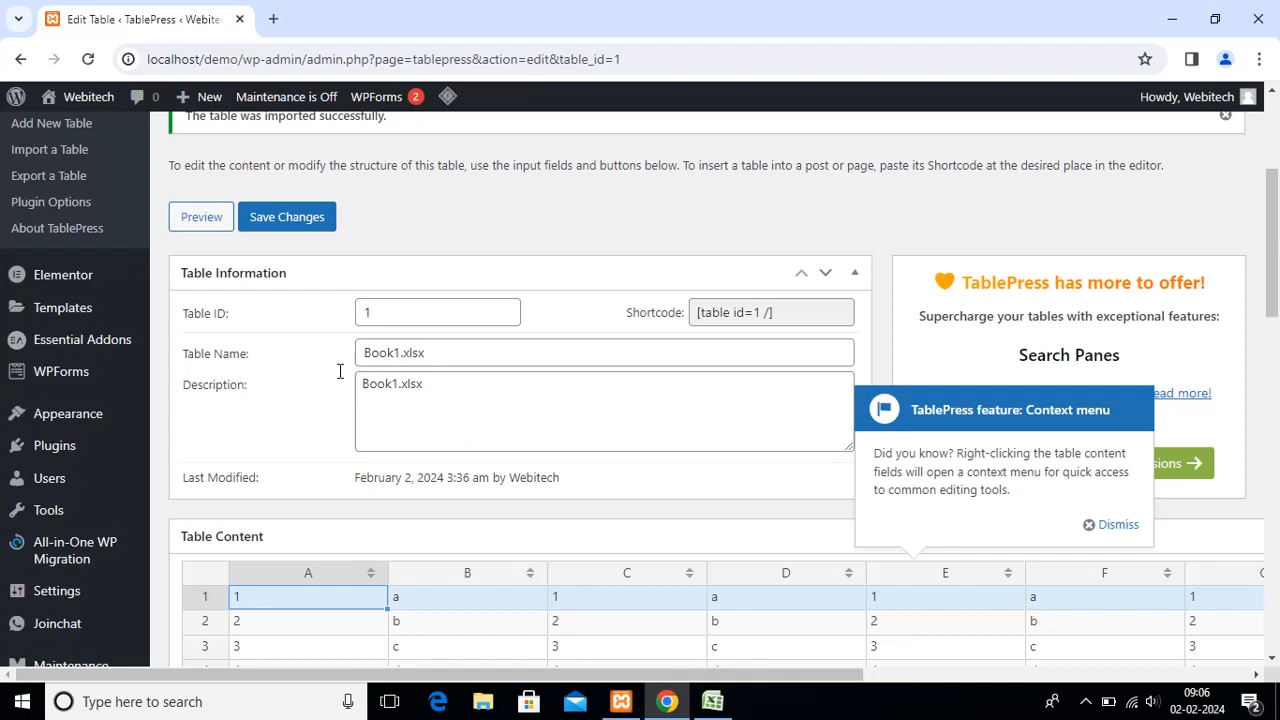 Edit Table ‹ TablePress ‹ Webite
localhost/demo/wp-admin/admin.php?page=tablepress&action=edit&table_id=1
Webitech 0 New Maintenance is Off WPForms 2 Howdy, Webitech
Add New Table
Import a Table
Export a Table
Plugin Options
About TablePress
Elementor
Templates
Essential Addons
WPForms
Appearance
Plugins
Users
Tools
All-in-One WP
Migration
Settings
Joinchat
Maintenance
The table was imported successfully.
To edit the content or modify the structure of this table, use the input fields and buttons below. To insert a table into a post or page, paste its Shortcode at the desired place in the editor.
Preview Save Changes
Table Information
Table ID: 1 Shortcode: [table id=1 /]
Table Name: Book1.xlsx
Description: Book1.xlsx
Last Modified: February 2, 2024 3:36 am by Webitech
TablePress has more to offer!
Supercharge your tables with exceptional features:
Search Panes
ead more!
sions
TablePress feature: Context menu
Did you know? Right-clicking the table content
fields will open a context menu for quick access
to common editing tools.
Dismiss
Table Content
A B C D E F
1 1 a 1 a 1 a 1
2 2 b 2 b 2 b 2
3 3 c 3 c 3 c 3
Type here to search
09:06
02-02-2024
2